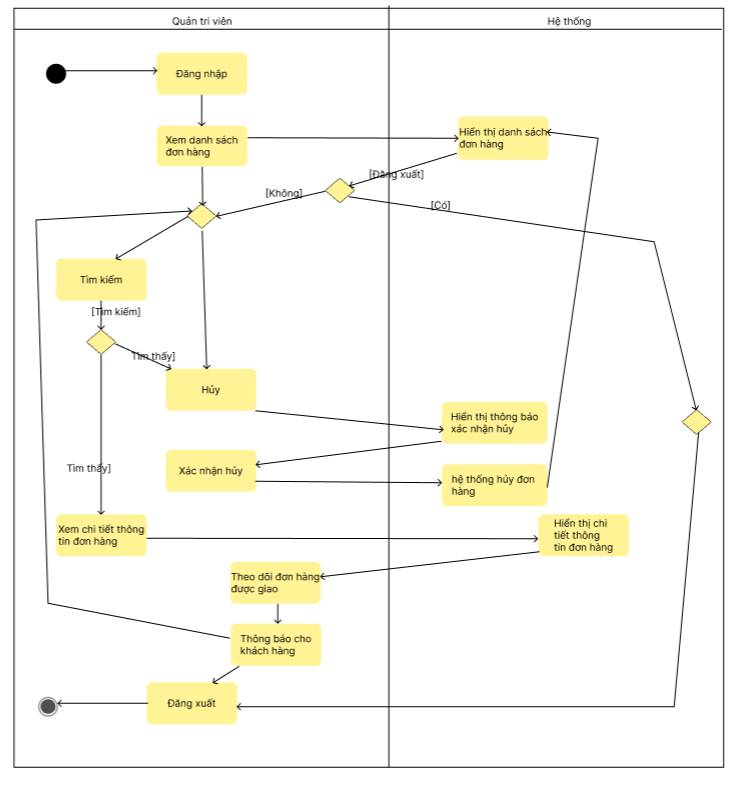 Quản trị viên
Hệ thống
Đăng nhập
Xem danh sách
đơn hàng
Hiển thị danh sách
đơn hàng
[Đăng xuất]
[Không]
[Có]
Tìm kiếm
[Tìm kiếm]
Tìm thấy]
Hủy
Hiển thị thông báo
xác nhận hủy
Xác nhận hủy
hệ thống hủy đơn
hàng
Tìm thấy]
Xem chi tiết thông
tin đơn hàng
Hiển thị chi
tiết thông
tin đơn hàng
Theo dõi đơn hàng
được giao
Thông báo cho
khách hàng
Đăng xuất